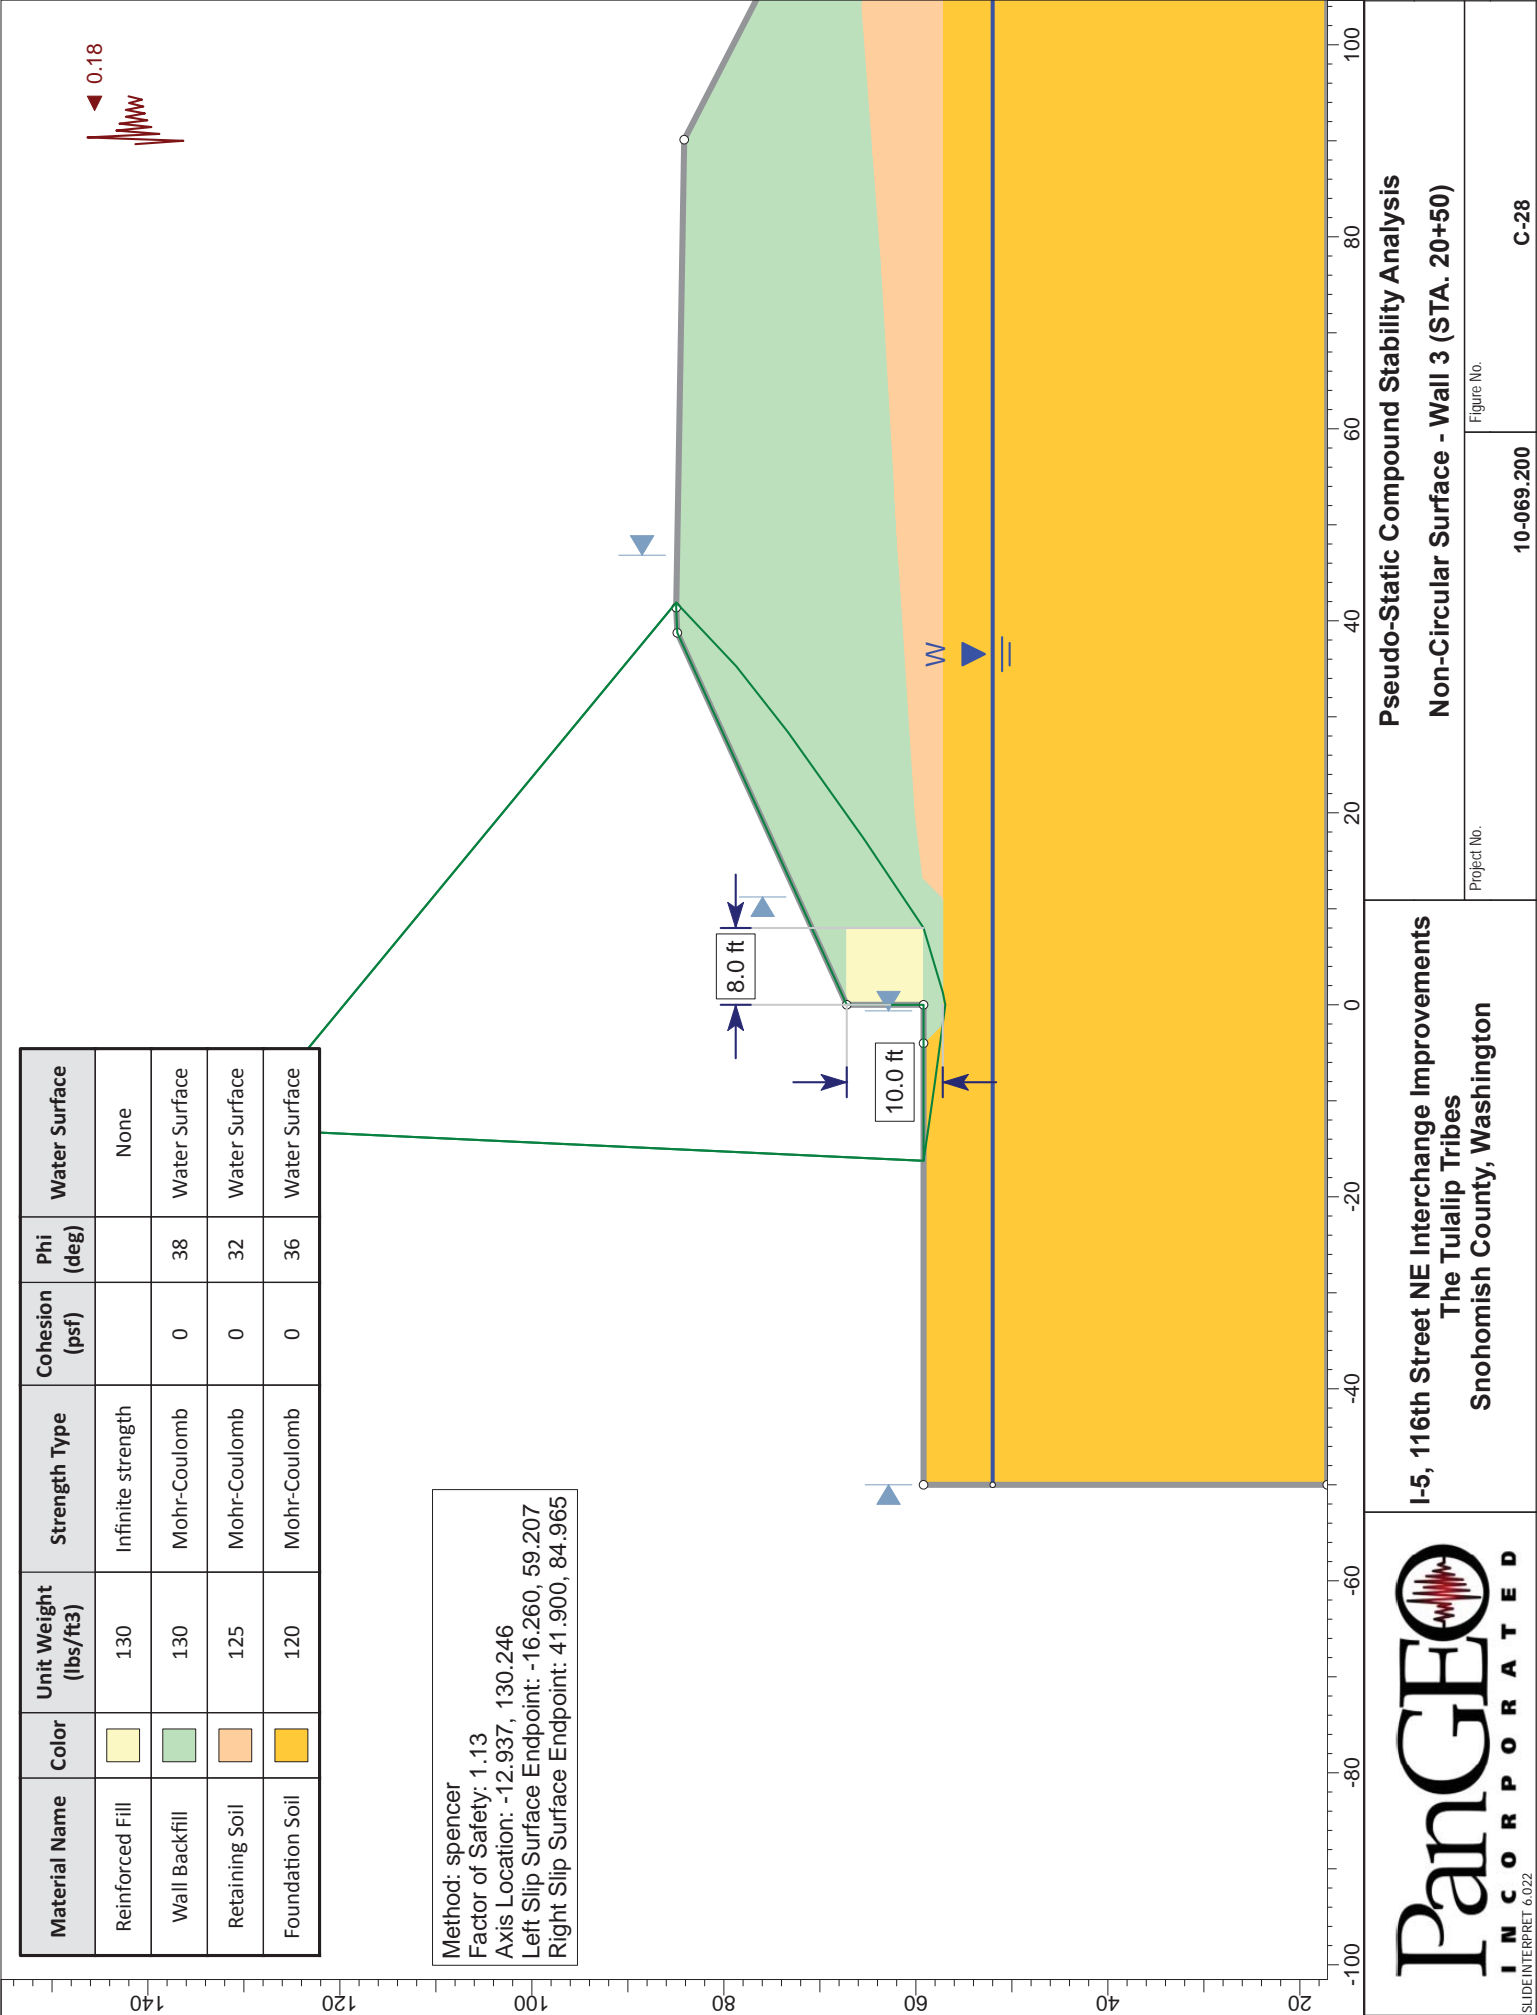 Material Name Color Unit Weight (lbs/ft3) Strength Type Cohesion (psf) Phi (deg) Water Surface
Reinforced Fill 130 Infinite strength None
Wall Backfill 130 Mohr-Coulomb 0 38 Water Surface
Retaining Soil 125 Mohr-Coulomb 0 32 Water Surface
Foundation Soil 120 Mohr-Coulomb 0 36 Water Surface
0.18
Method: spencer
Factor of Safety: 1.13
Axis Location: -12.937, 130.246
Left Slip Surface Endpoint: -16.260, 59.207
Right Slip Surface Endpoint: 41.900, 84.965
8.0 ft
10.0 ft
W
140
120
100
80
60
40
20
-100 -80 -60 -40 -20 0 20 40 60 80 100
PanGEO
INCORPORATED
SLIDEINTERPRET 6.022
I-5, 116th Street NE Interchange Improvements
The Tulalip Tribes
Snohomish County, Washington
Pseudo-Static Compound Stability Analysis
Non-Circular Surface - Wall 3 (STA. 20+50)
Project No.
10-069.200
Figure No.
C-28